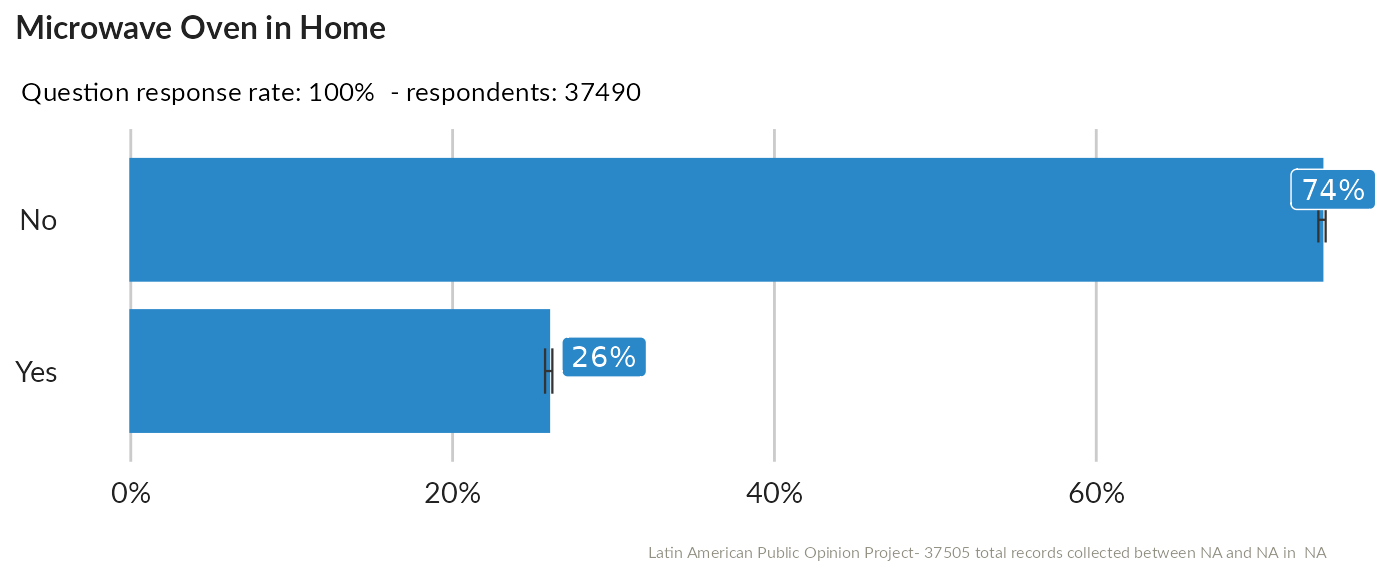 Microwave Oven in Home
Question response rate: 100% - respondents: 37490
No
74%
Yes
26%
0% 20% 40% 60%
Latin American Public Opinion Project- 37505 total records collected between NA and NA in NA